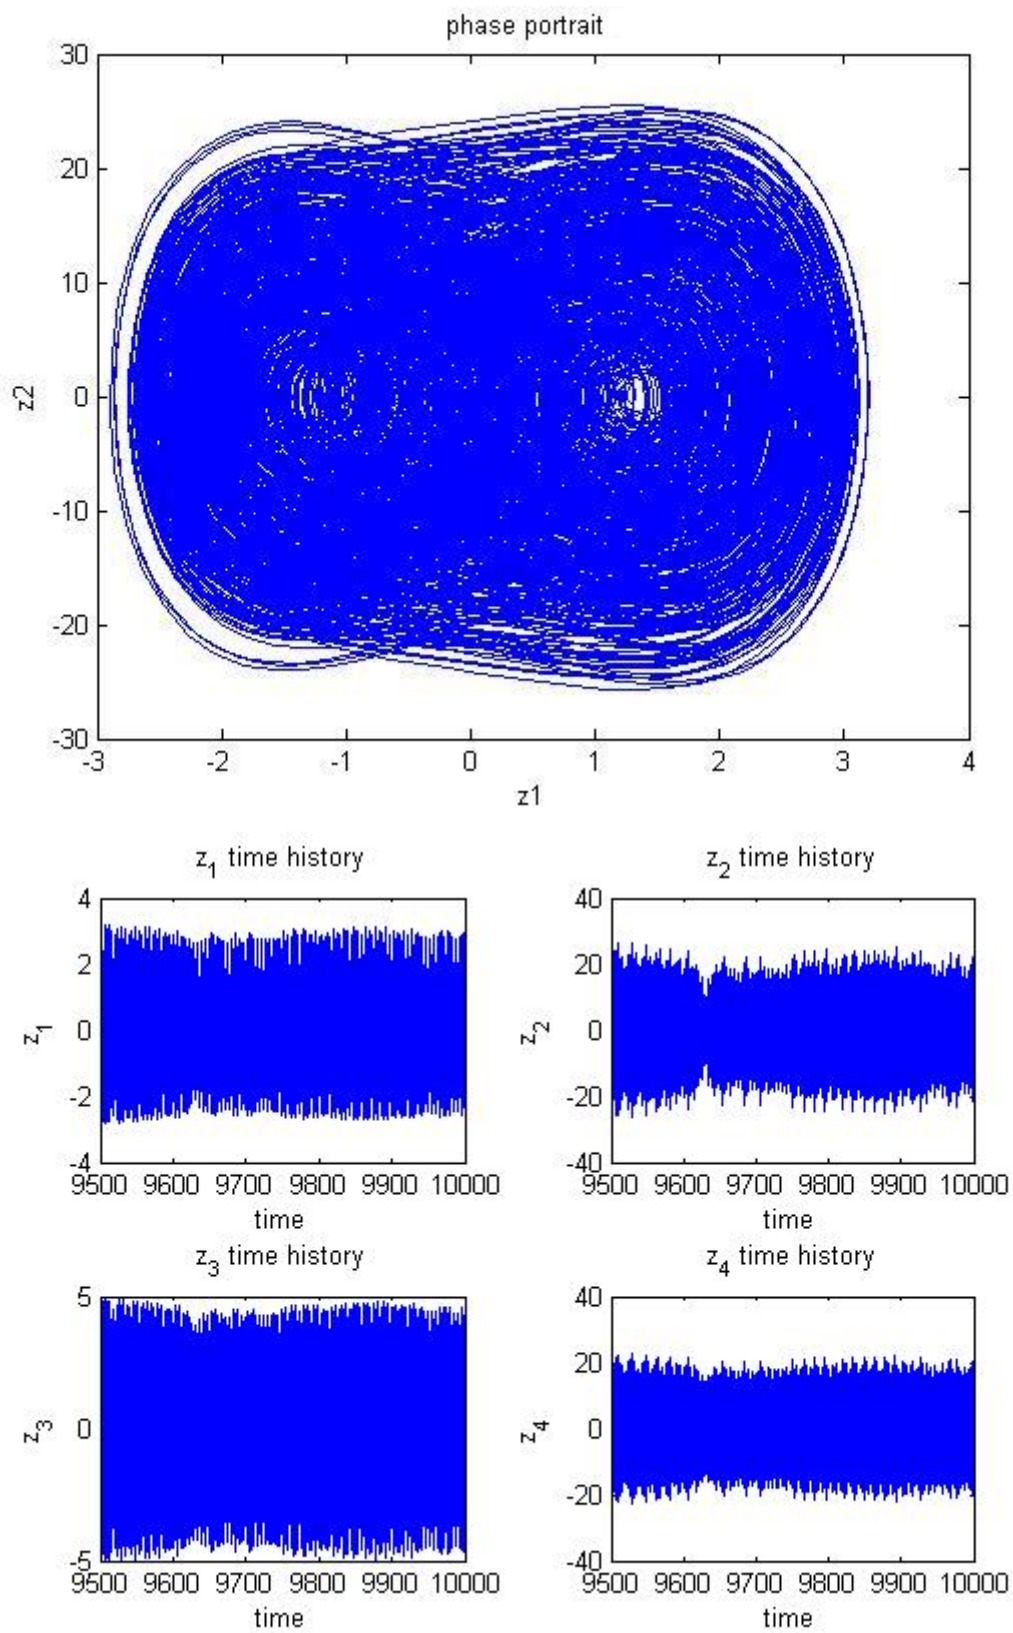 phase portrait
30
20
10
0
-10
-20
-30
z2
-3 -2 -1 0 1 2 3 4
z1
z1 time history
4
2
0
-2
-4
z1
9500 9600 9700 9800 9900 10000
time
z2 time history
40
20
0
-20
-40
z2
9500 9600 9700 9800 9900 10000
time
z3 time history
5
0
-5
z3
9500 9600 9700 9800 9900 10000
time
z4 time history
40
20
0
-20
-40
z4
9500 9600 9700 9800 9900 10000
time